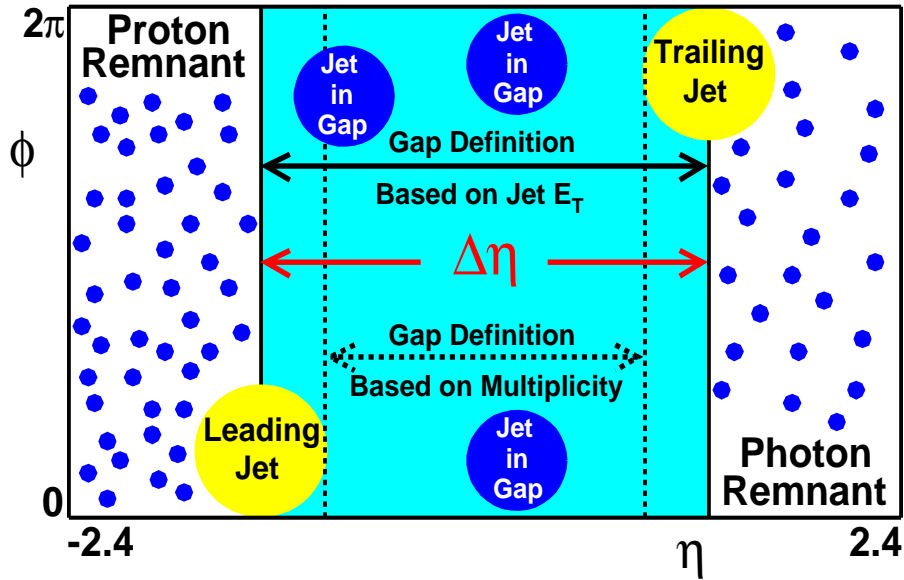 2π
Proton
Remnant
Jet
in
Gap
Jet
in
Gap
Trailing
Jet
ϕ
Gap Definition
Based on Jet E_T
Δη
Gap Definition
Based on Multiplicity
Leading
Jet
Jet
in
Gap
Photon
Remnant
0
-2.4
η
2.4